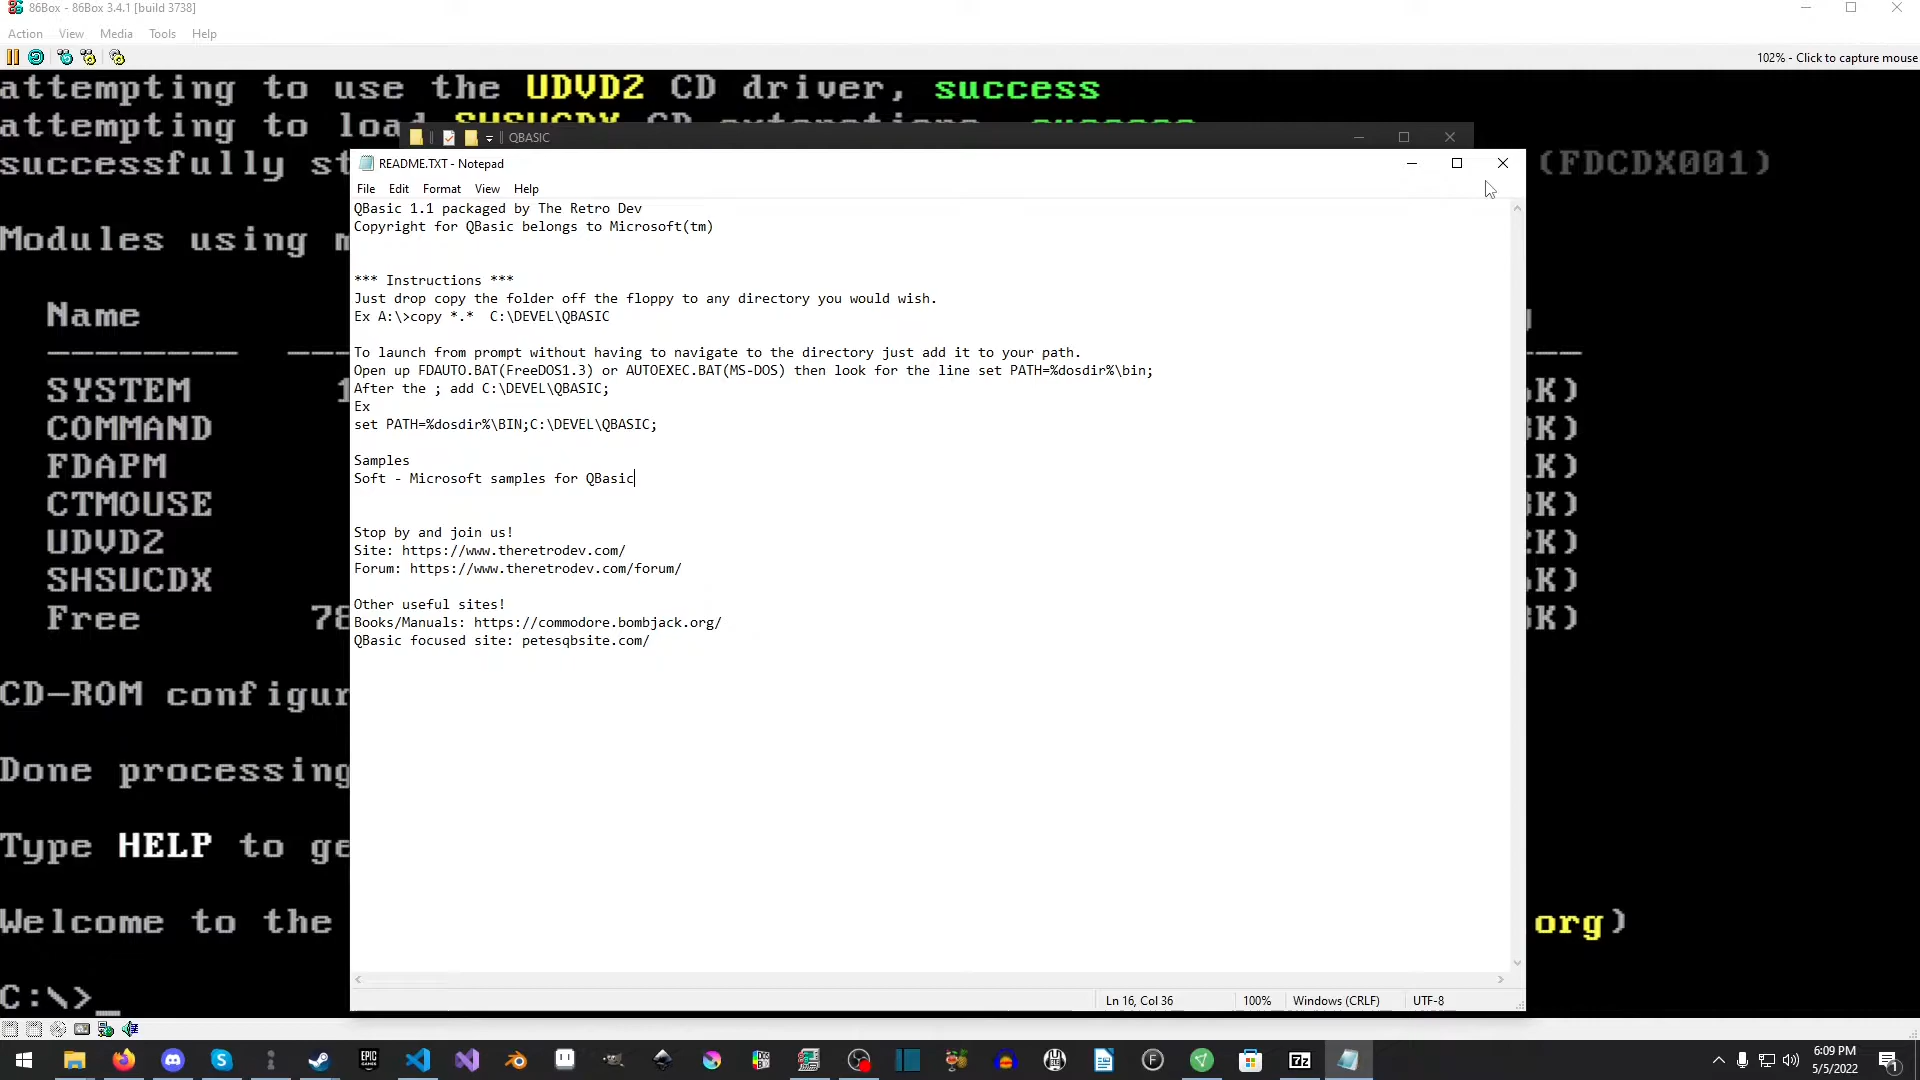 86Box - 86Box 3.4.1 [build 3738]
Action View Media Tools Help
102% - Click to capture mouse
attempting to use the UDVD2 CD driver, success
attempting to load SHSUCDX CD extensions, success
QBASIC
successfully st
(FDCDX001)
README.TXT - Notepad
File Edit Format View Help
QBasic 1.1 packaged by The Retro Dev
Copyright for QBasic belongs to Microsoft(tm)
*** Instructions ***
Just drop copy the folder off the floppy to any directory you would wish.
Ex A:\>copy *.*  C:\DEVEL\QBASIC
To launch from prompt without having to navigate to the directory just add it to your path.
Open up FDAUTO.BAT(FreeDOS1.3) or AUTOEXEC.BAT(MS-DOS) then look for the line set PATH=%dosdir%\bin;
After the ; add C:\DEVEL\QBASIC;
Ex
set PATH=%dosdir%\BIN;C:\DEVEL\QBASIC;
Samples
Soft - Microsoft samples for QBasic
Stop by and join us!
Site: https://www.theretrodev.com/
Forum: https://www.theretrodev.com/forum/
Other useful sites!
Books/Manuals: https://commodore.bombjack.org/
QBasic focused site: petesqbsite.com/
Ln 16, Col 36 100% Windows (CRLF) UTF-8
Modules using m
Name
SYSTEM 1
COMMAND
FDAPM
CTMOUSE
UDVD2
SHSUCDX
Free 78
K)
K)
K)
K)
K)
K)
K)
CD-ROM configur
Done processing
Type HELP to ge
Welcome to the
org)
C:\>_
EPIC GAMES
7z
6:09 PM
5/5/2022
1